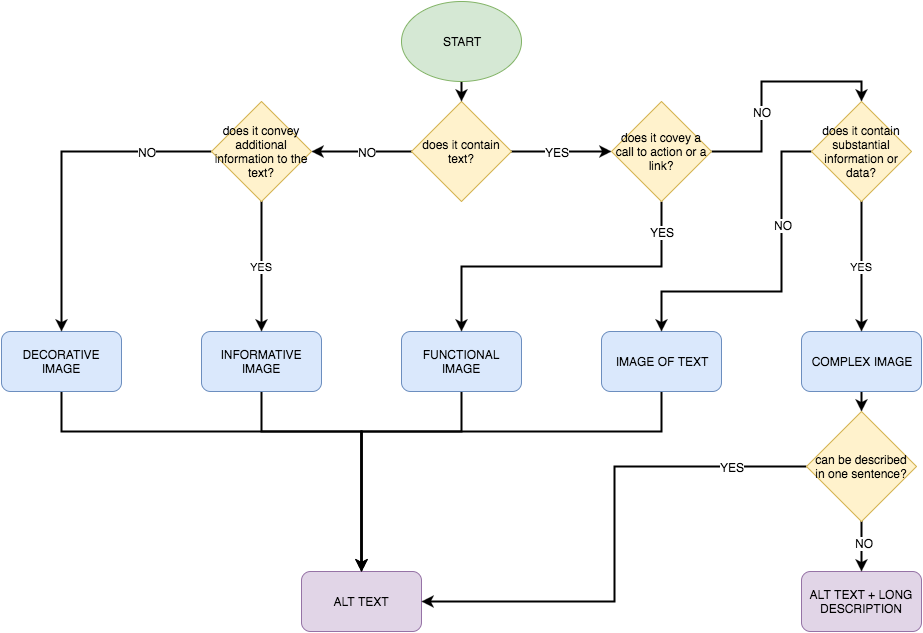 START
does it convey
additional
information to the
text?
NO
NO
does it contain
text?
YES
does it covey a
call to action or a
link?
NO
does it contain
substantial
information or
data?
YES
YES
NO
YES
DECORATIVE
IMAGE
INFORMATIVE
IMAGE
FUNCTIONAL
IMAGE
IMAGE OF TEXT
COMPLEX IMAGE
can be described
in one sentence?
YES
NO
ALT TEXT
ALT TEXT + LONG
DESCRIPTION